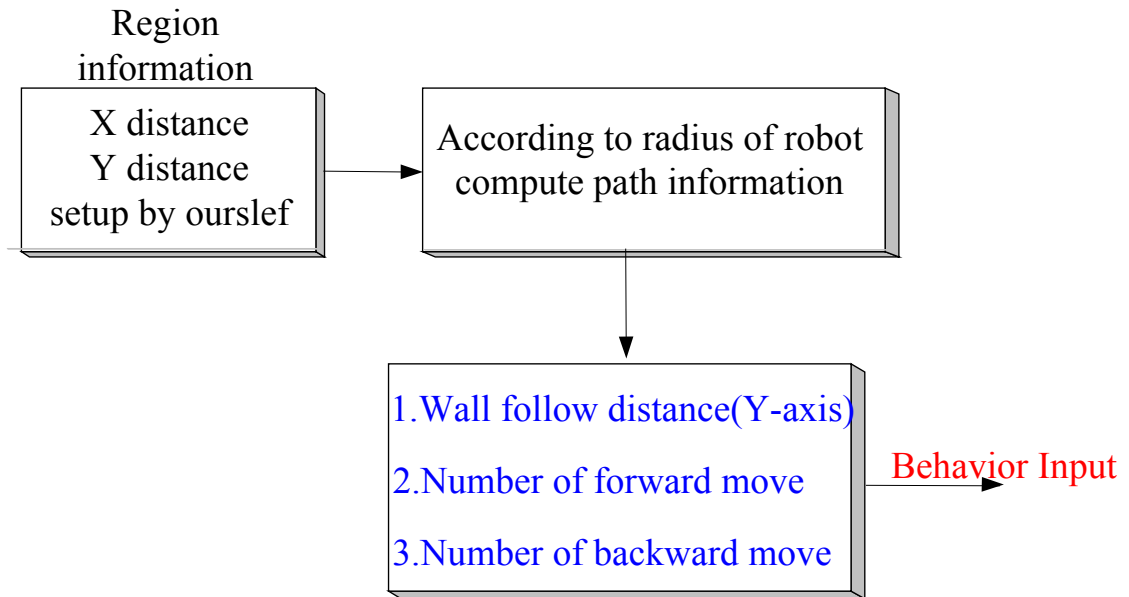 Region
information
X distance
Y distance
setup by ourslef
According to radius of robot
compute path information
1.Wall follow distance(Y-axis)
2.Number of forward move
3.Number of backward move
Behavior Input